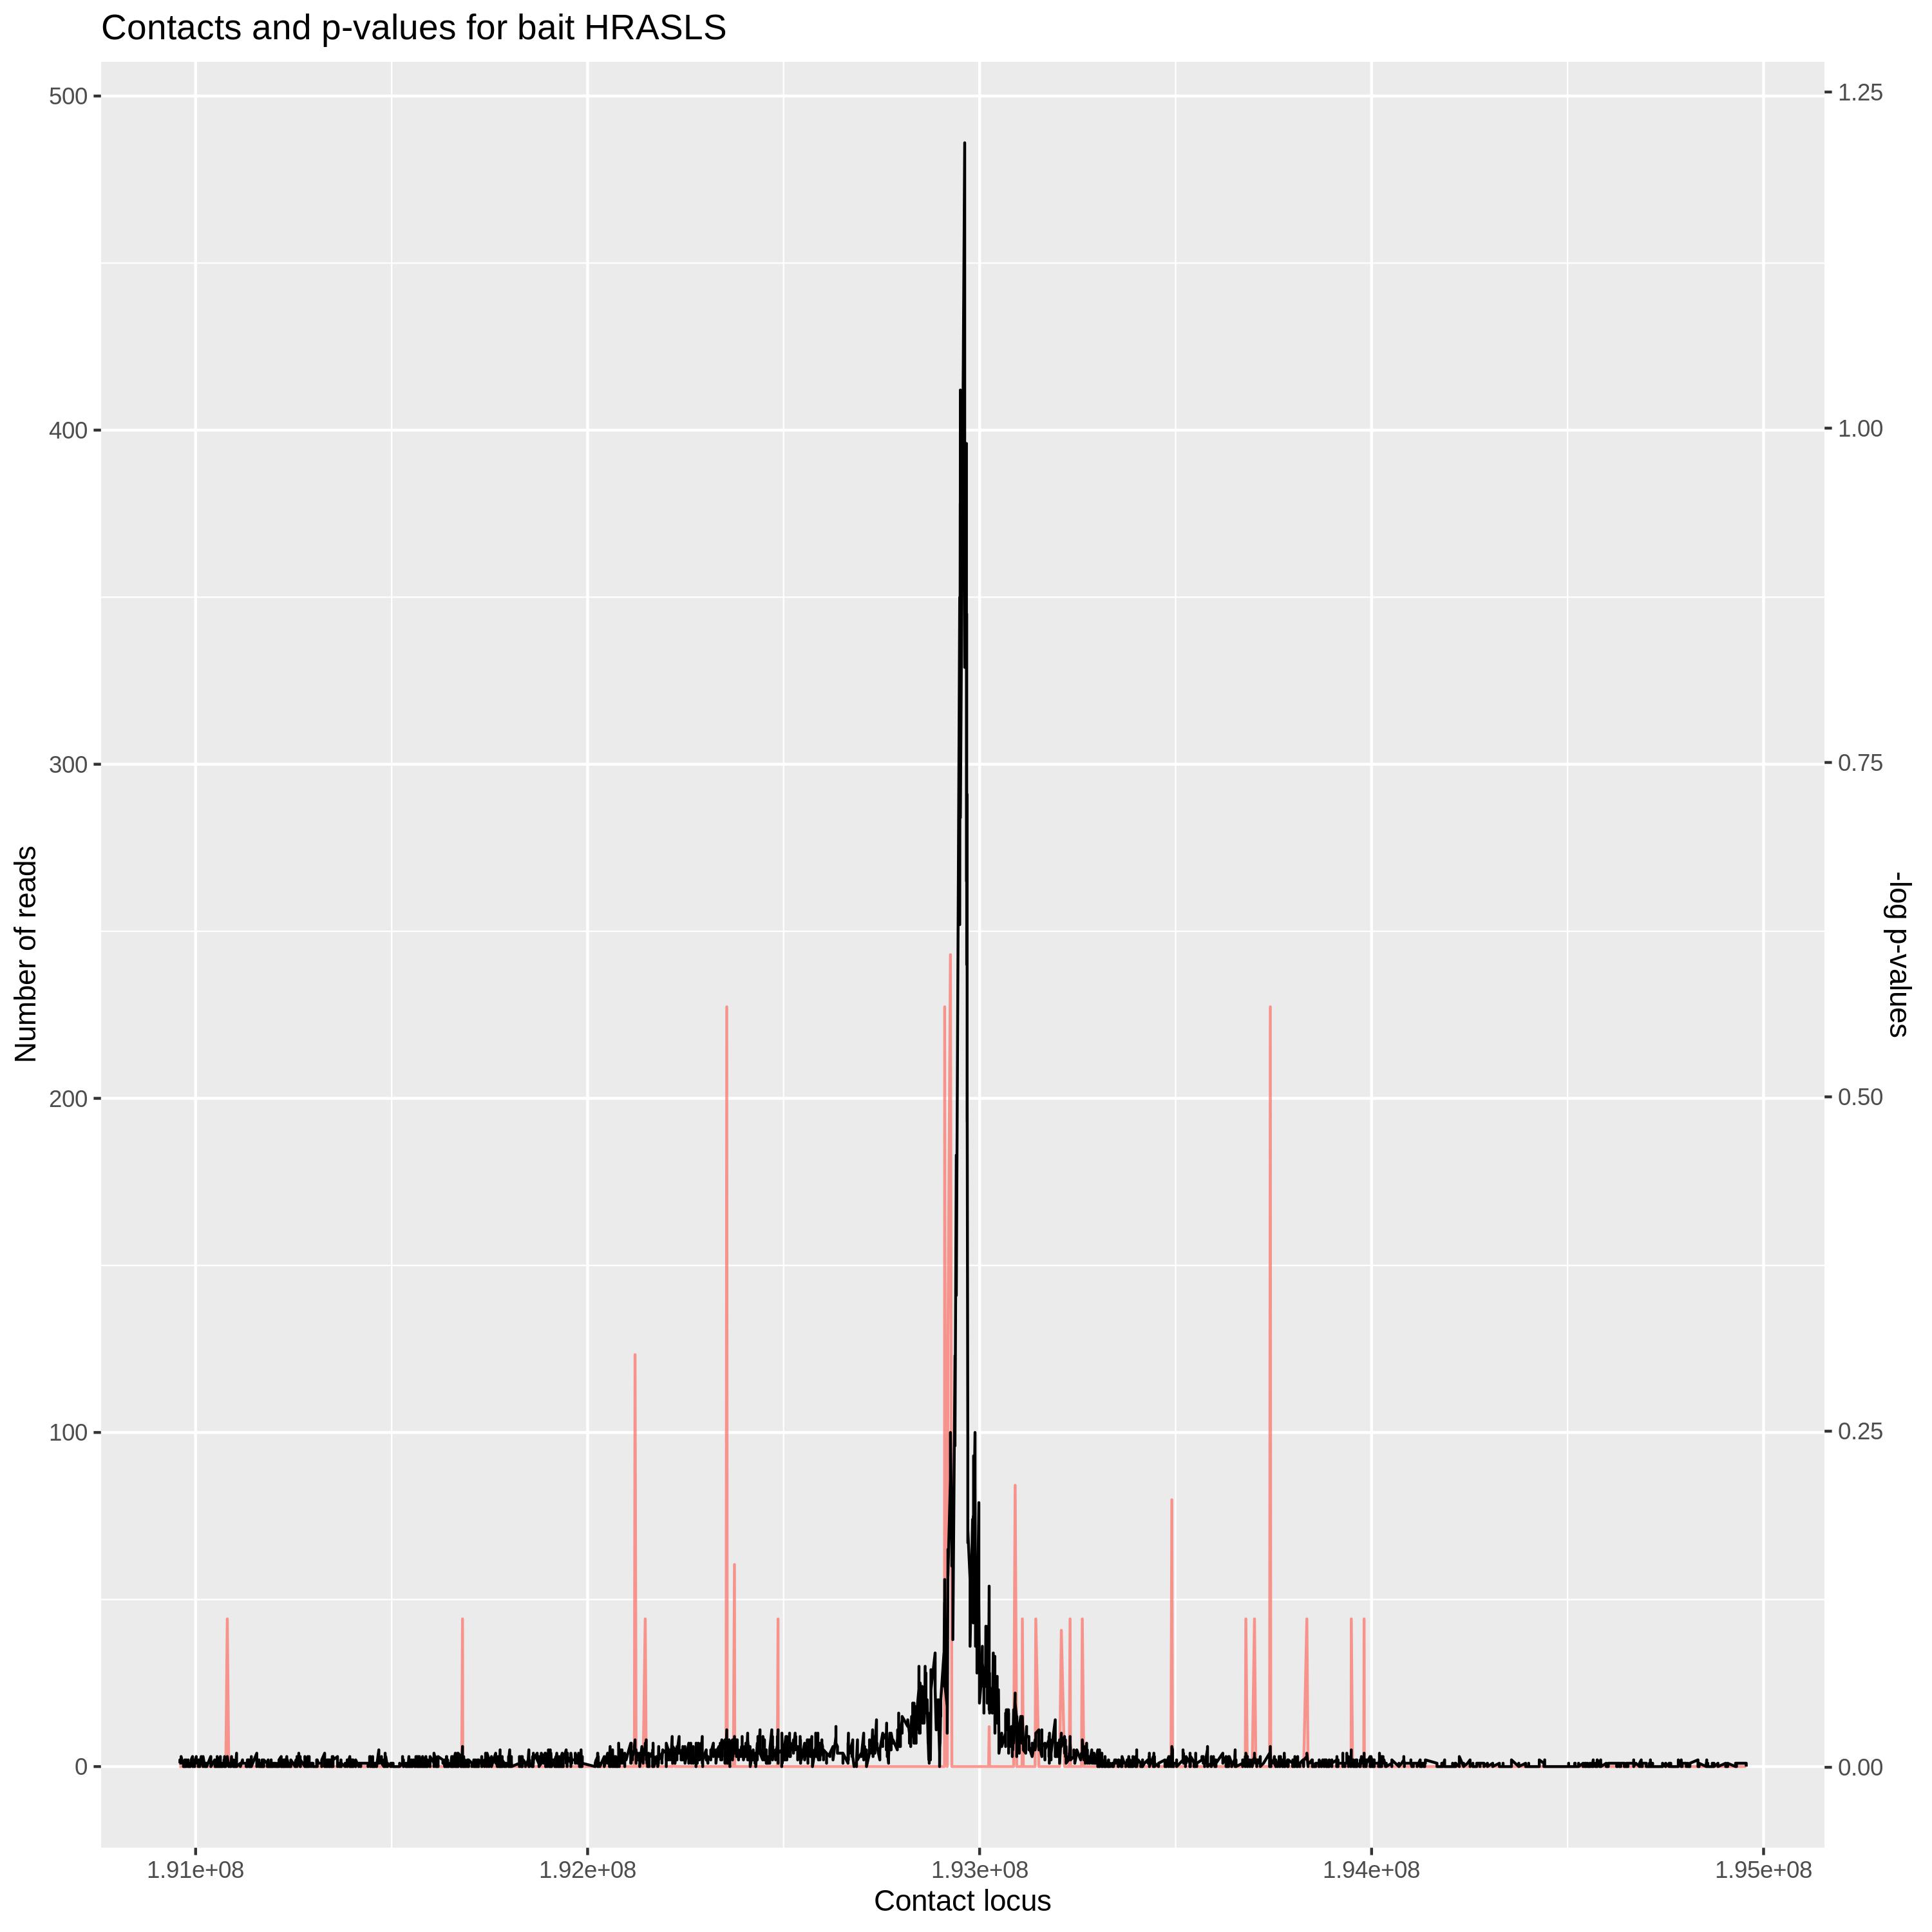 Contacts and p-values for bait HRASLS
500
400
300
200
100
0
Number of reads
1.25
1.00
0.75
0.50
0.25
0.00
-log p-values
1.91e+08
1.92e+08
1.93e+08
1.94e+08
1.95e+08
Contact locus